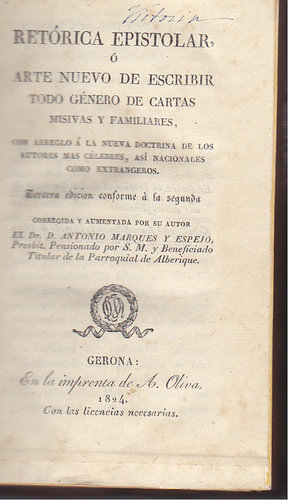 Victoria
RETÓRICA EPISTOLAR,
Ó
ARTE NUEVO DE ESCRIBIR
TODO GÉNERO DE CARTAS
MISIVAS Y FAMILIARES,
CON ARREGLO Á LA NUEVA DOCTRINA DE LOS
AUTORES MAS CÉLEBRES, ASÍ NACIONALES
COMO EXTRANGEROS.
Tercera edicion conforme á la segunda
CORREGIDA Y AUMENTADA POR SU AUTOR
EL Dr. D. ANTONIO MARQUES Y ESPEJO,
Presbit. Pensionado por S. M. y Beneficiado
Titular de la Parroquial de Alberique.
GERONA:
En la imprenta de A. Oliva,
1824.
Con las licencias necesarias.